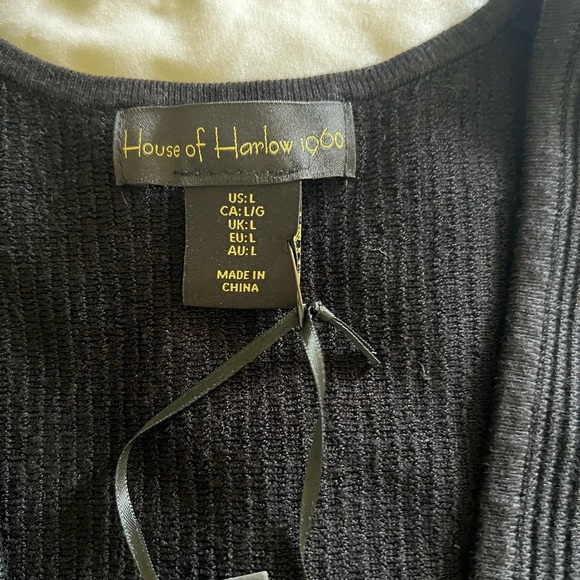 House of Harlow 1960
US: L
CA: L/G
UK: L
EU: L
AU: L
MADE IN
CHINA